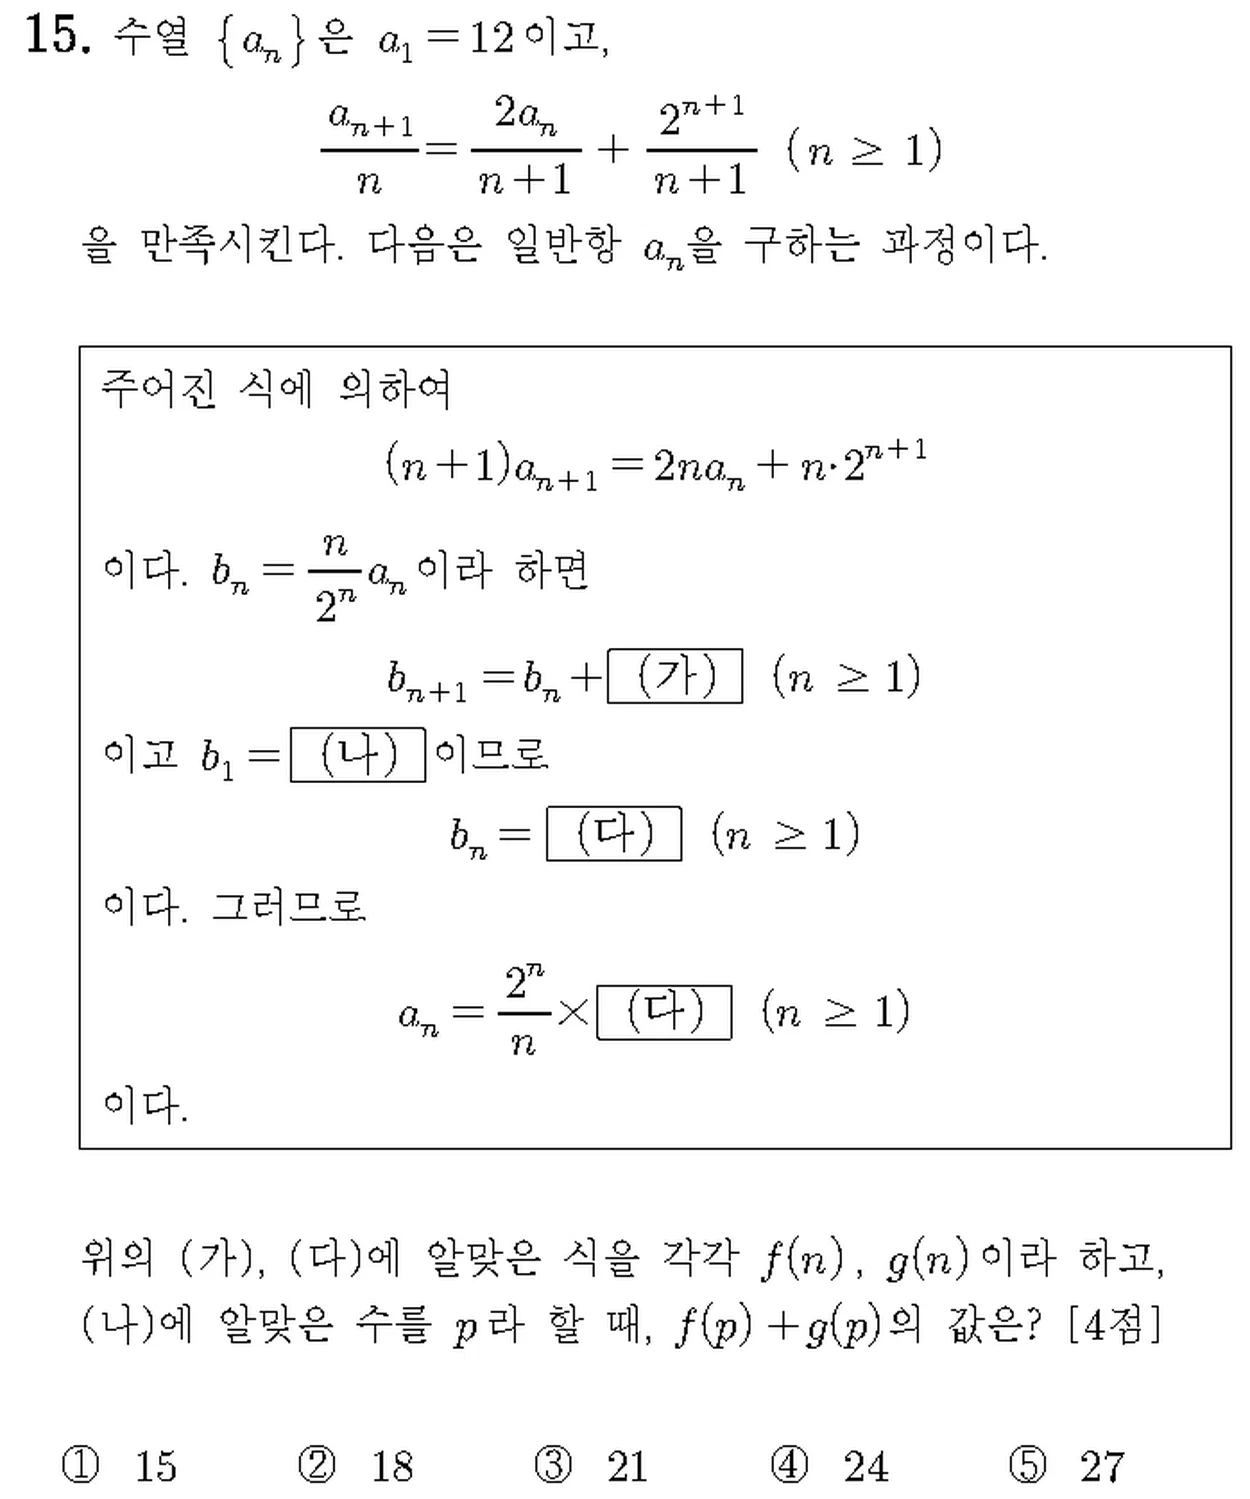 15. 수열 {aₙ}은 a₁ = 12이고,
aₙ₊₁/n = 2aₙ/(n+1) + 2ⁿ⁺¹/(n+1) (n ≥ 1)
을 만족시킨다. 다음은 일반항 aₙ을 구하는 과정이다.
주어진 식에 의하여
(n+1)aₙ₊₁ = 2naₙ + n·2ⁿ⁺¹
이다. bₙ = n/2ⁿ aₙ이라 하면
bₙ₊₁ = bₙ + (가) (n ≥ 1)
이고 b₁ = (나) 이므로
bₙ = (다) (n ≥ 1)
이다. 그러므로
aₙ = 2ⁿ/n × (다) (n ≥ 1)
이다.
위의 (가), (다)에 알맞은 식을 각각 f(n), g(n)이라 하고,
(나)에 알맞은 수를 p라 할 때, f(p) + g(p)의 값은? [4점]
① 15 ② 18 ③ 21 ④ 24 ⑤ 27